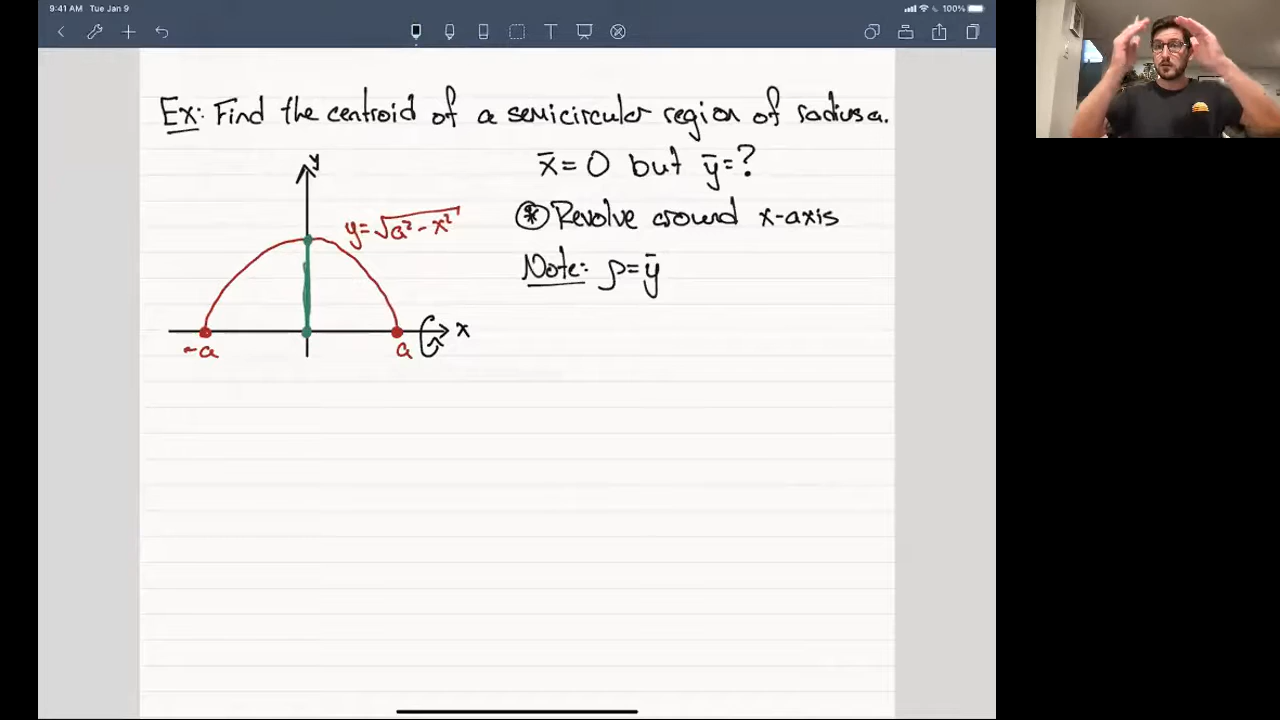 9:41 AM Tue Jan 9
100%
Ex: Find the centroid of a semicircular region of radius a.
x̄ = 0 but ȳ = ?
⊛ Revolve around x-axis
Note: ρ = ȳ
y
y = √(a² - x²)
x
-a
a